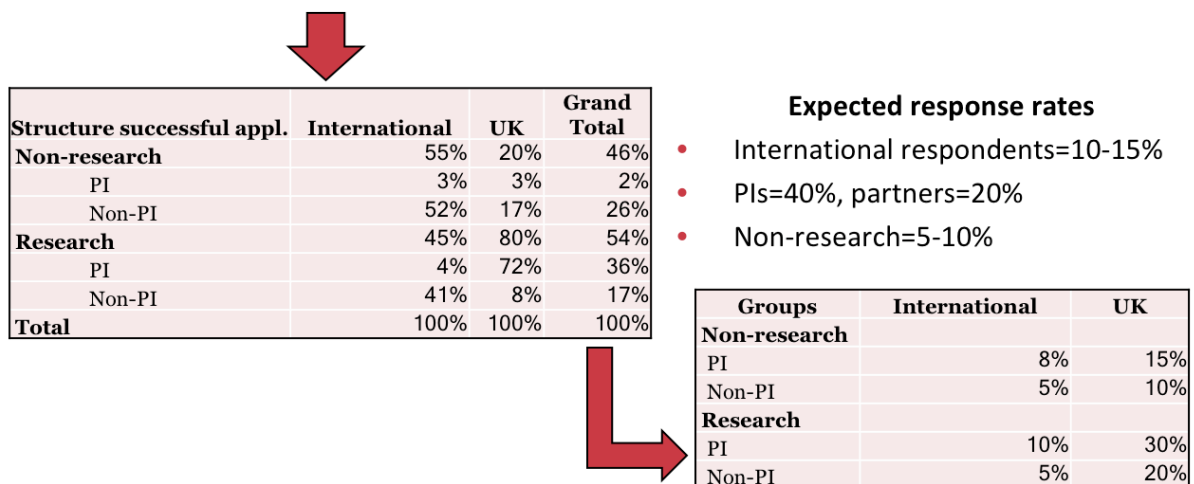 Structure successful appl. International UK Grand Total
Non-research 55% 20% 46%
PI 3% 3% 2%
Non-PI 52% 17% 26%
Research 45% 80% 54%
PI 4% 72% 36%
Non-PI 41% 8% 17%
Total 100% 100% 100%
Expected response rates
• International respondents=10-15%
• PIs=40%, partners=20%
• Non-research=5-10%
Groups International UK
Non-research
PI 8% 15%
Non-PI 5% 10%
Research
PI 10% 30%
Non-PI 5% 20%